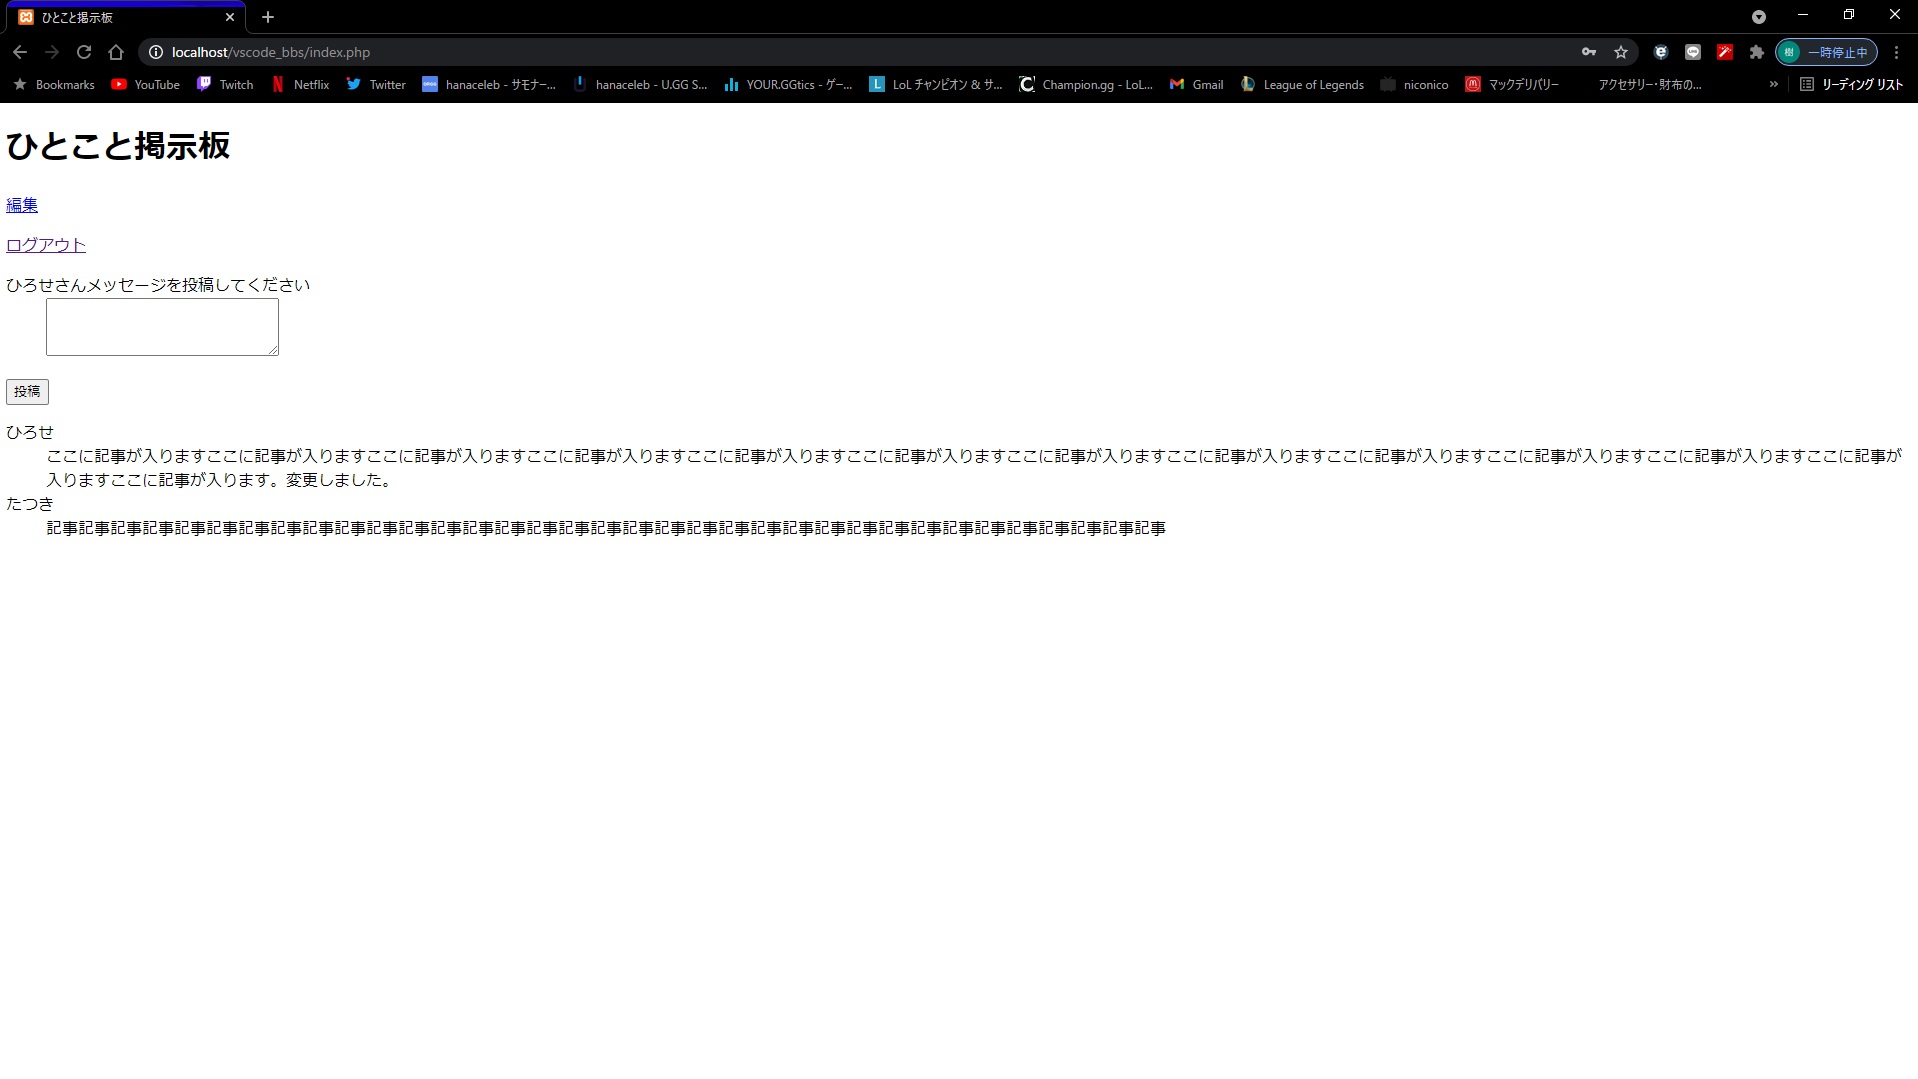 ひとこと掲示板
localhost/vscode_bbs/index.php
一時停止中
Bookmarks YouTube Twitch Netflix Twitter hanaceleb - サモナー... hanaceleb - U.GG S... YOUR.GGtics - ゲー... LoL チャンピオン & サ... Champion.gg - LoL... Gmail League of Legends niconico マックデリバリー アクセサリー・財布の... » リーディング リスト
ひとこと掲示板
編集
ログアウト
ひろせさんメッセージを投稿してください
投稿
ひろせ
ここに記事が入りますここに記事が入りますここに記事が入りますここに記事が入りますここに記事が入りますここに記事が入りますここに記事が入りますここに記事が入りますここに記事が入りますここに記事が入りますここに記事が入りますここに記事が
入りますここに記事が入ります。変更しました。
たつき
記事記事記事記事記事記事記事記事記事記事記事記事記事記事記事記事記事記事記事記事記事記事記事記事記事記事記事記事記事記事記事記事記事記事記事